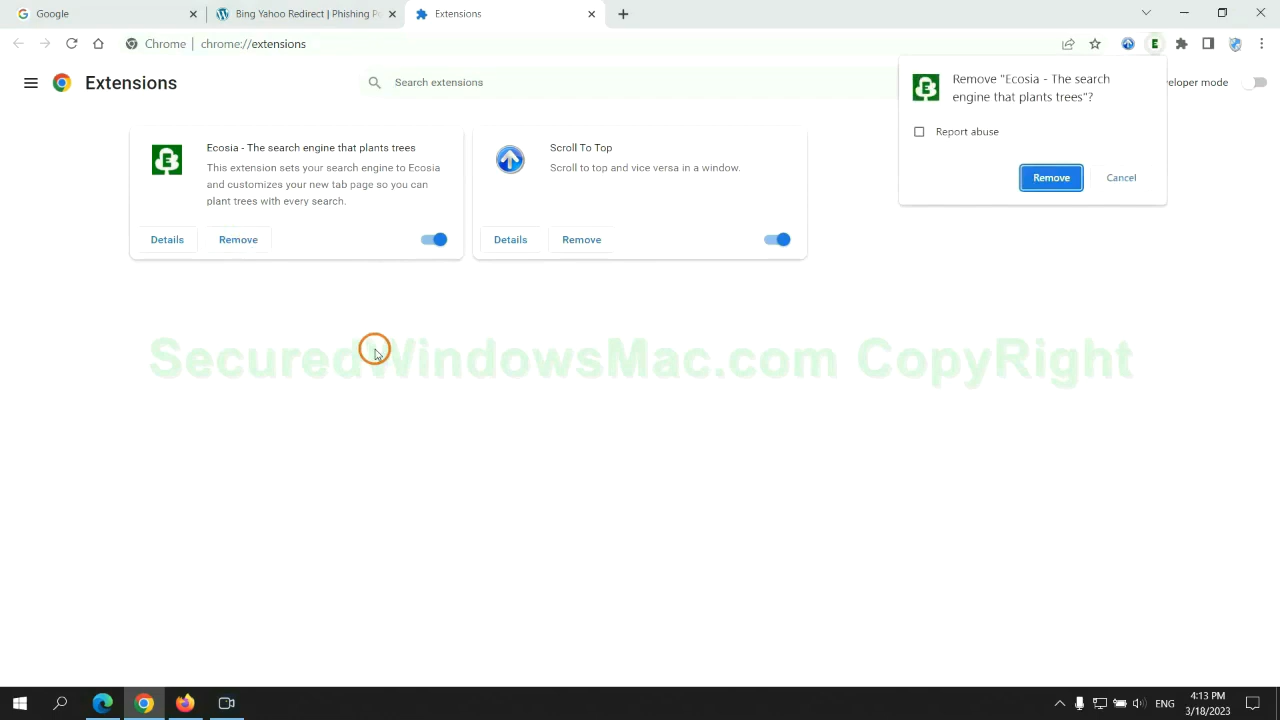 Google
Bing Yahoo Redirect | Phishing P
Extensions
Chrome | chrome://extensions
Extensions
Search extensions
eloper mode
Remove "Ecosia - The search
engine that plants trees"?
Report abuse
Remove
Cancel
Ecosia - The search engine that plants trees
This extension sets your search engine to Ecosia
and customizes your new tab page so you can
plant trees with every search.
Details
Remove
Scroll To Top
Scroll to top and vice versa in a window.
Details
Remove
SecuredWindowsMac.com CopyRight
ENG
4:13 PM
3/18/2023